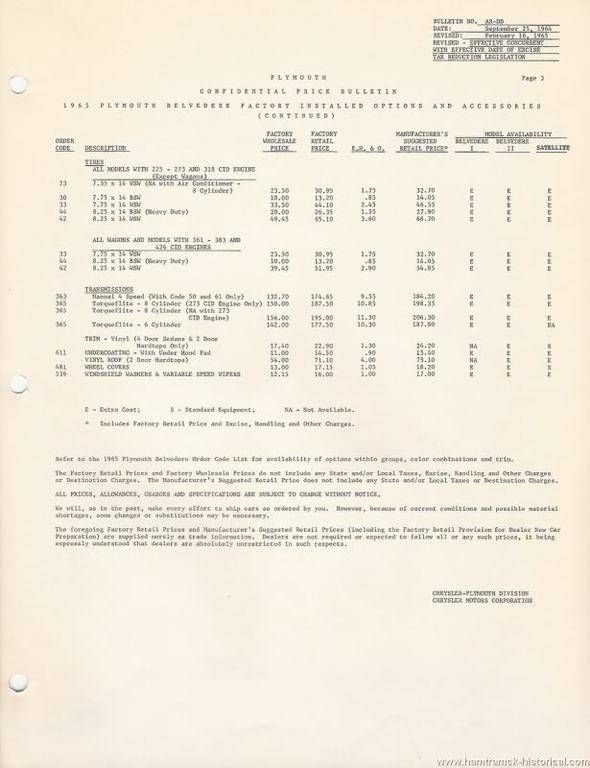 BULLETIN NO. AR-DD
DATE: September 25, 1964
REVISED: February 16, 1965
REVISED - EFFECTIVE CONCURRENT
WITH EFFECTIVE DATE OF EXCISE
TAX REDUCTION LEGISLATION
PLYMOUTH Page 3
CONFIDENTIAL PRICE BULLETIN
1965 PLYMOUTH BELVEDERE FACTORY INSTALLED OPTIONS AND ACCESSORIES
(CONTINUED)
FACTORY FACTORY MANUFACTURER'S MODEL AVAILABILITY
ORDER WHOLESALE RETAIL SUGGESTED BELVEDERE BELVEDERE
CODE DESCRIPTION PRICE PRICE E.H. & O. RETAIL PRICE* I II SATELLITE
TIRES
ALL MODELS WITH 225 - 273 AND 318 CID ENGINE
(Except Wagons)
23 7.35 x 14 WSW (NA with Air Conditioner -
8 Cylinder) 23.50 30.95 1.75 32.70 E E E
30 7.75 x 14 BSW 10.00 13.20 .85 14.05 E E E
33 7.75 x 14 WSW 33.50 44.10 2.45 46.55 E E E
44 8.25 x 14 BSW (Heavy Duty) 20.00 26.35 1.55 27.90 E E E
42 8.25 x 14 WSW 49.45 65.10 3.60 68.70 E E E
ALL WAGONS AND MODELS WITH 361 - 383 AND
426 CID ENGINES
33 7.75 x 14 WSW 23.50 30.95 1.75 32.70 E E E
44 8.25 x 14 BSW (Heavy Duty) 10.00 13.20 .85 14.05 E E E
42 8.25 x 14 WSW 39.45 51.95 2.90 54.85 E E E
TRANSMISSIONS
363 Manual 4 Speed (With Code 50 and 61 Only) 132.70 174.65 9.55 184.20 E E E
365 Torqueflite - 8 Cylinder (273 CID Engine Only) 150.00 187.50 10.85 198.35 E E E
365 Torqueflite - 8 Cylinder (NA with 273
CID Engine) 156.00 195.00 11.30 206.30 E E E
365 Torqueflite - 6 Cylinder 142.00 177.50 10.30 187.80 E E NA
TRIM - Vinyl (4 Door Sedans & 2 Door
Hardtops Only) 17.40 22.90 1.30 24.20 NA E S
611 UNDERCOATING - With Under Hood Pad 11.00 14.50 .90 15.40 E E E
VINYL ROOF (2 Door Hardtops) 54.00 71.10 4.00 75.10 NA E E
481 WHEEL COVERS 13.00 17.15 1.05 18.20 E E S
539 WINDSHIELD WASHERS & VARIABLE SPEED WIPERS 12.15 16.00 1.00 17.00 E E E
E - Extra Cost; S - Standard Equipment; NA - Not Available.
* Includes Factory Retail Price and Excise, Handling and Other Charges.
Refer to the 1965 Plymouth Belvedere Order Code List for availability of options within groups, color combinations and trim.
The Factory Retail Prices and Factory Wholesale Prices do not include any State and/or Local Taxes, Excise, Handling and Other Charges
or Destination Charges. The Manufacturer's Suggested Retail Price does not include any State and/or Local Taxes or Destination Charges.
ALL PRICES, ALLOWANCES, CHARGES AND SPECIFICATIONS ARE SUBJECT TO CHANGE WITHOUT NOTICE.
We will, as in the past, make every effort to ship cars as ordered by you. However, because of current conditions and possible material
shortages, some changes or substitutions may be necessary.
The foregoing Factory Retail Prices and Manufacturer's Suggested Retail Prices (including the Factory Retail Provision for Dealer New Car
Preparation) are supplied merely as trade information. Dealers are not required or expected to follow all or any such prices, it being
expressly understood that dealers are absolutely unrestricted in such respects.
CHRYSLER-PLYMOUTH DIVISION
CHRYSLER MOTORS CORPORATION
www.hamtramck-historical.com